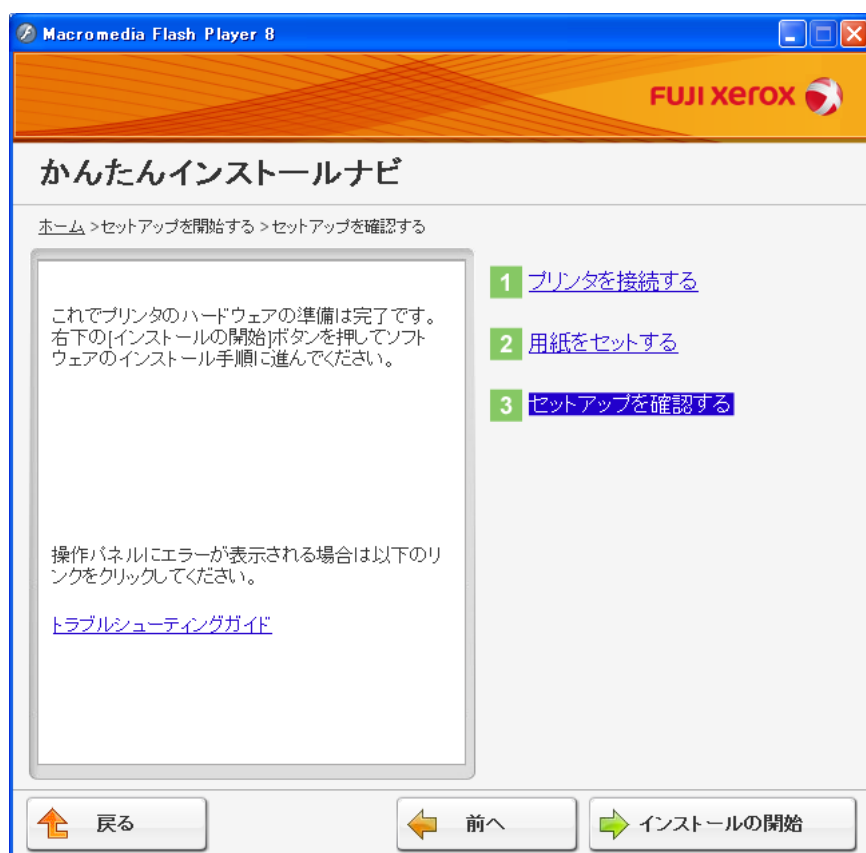 Macromedia Flash Player 8
FUJI xerox
かんたんインストールナビ
ホーム >セットアップを開始する >セットアップを確認する
これでプリンタのハードウェアの準備は完了です。
右下の[インストールの開始]ボタンを押してソフト
ウェアのインストール手順に進んでください。
操作パネルにエラーが表示される場合は以下のリ
ンクをクリックしてください。
トラブルシューティングガイド
1 プリンタを接続する
2 用紙をセットする
3 セットアップを確認する
戻る
前へ
インストールの開始